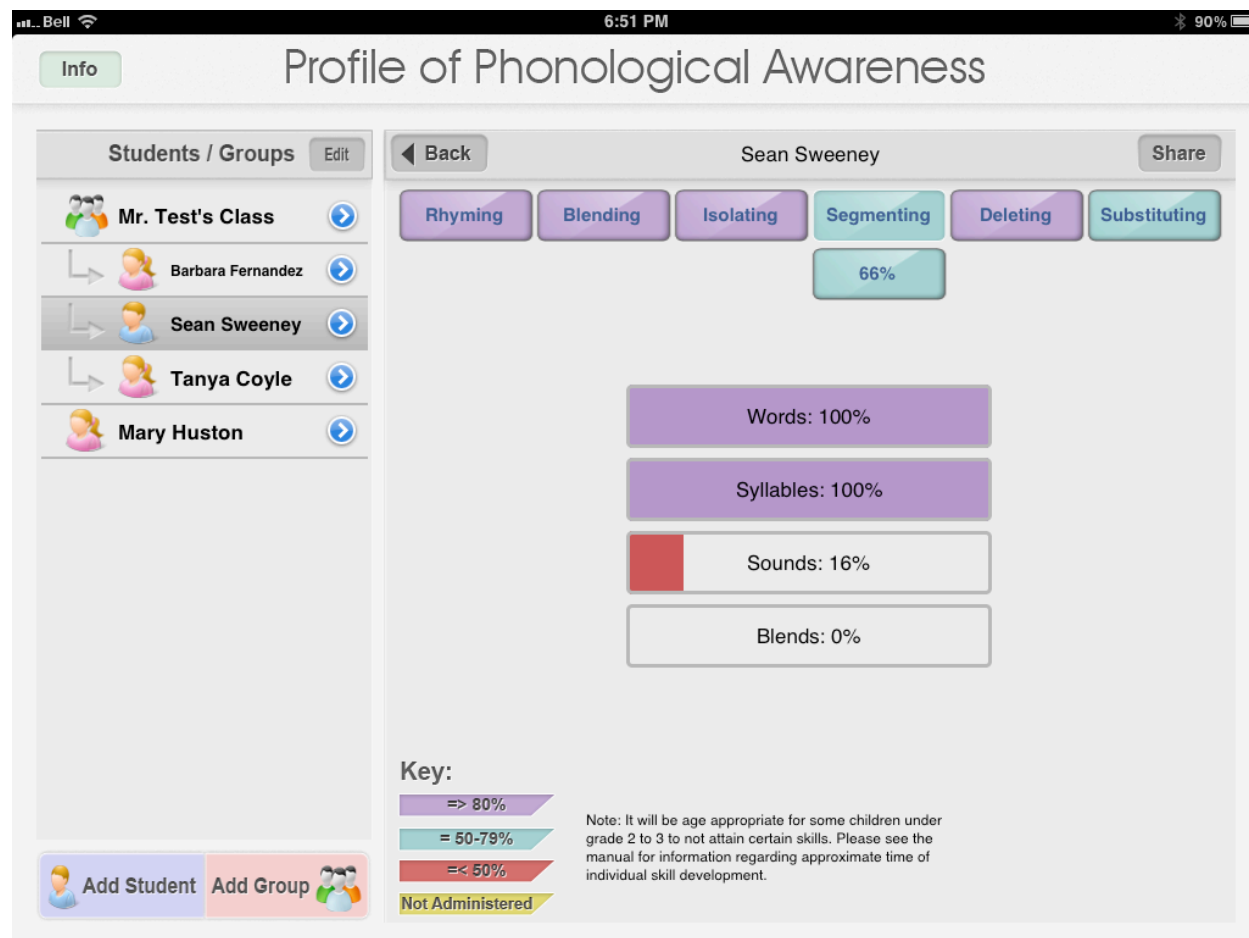 Bell 6:51 PM 90%
Info Profile of Phonological Awareness
Students / Groups Edit
Mr. Test's Class
Barbara Fernandez
Sean Sweeney
Tanya Coyle
Mary Huston
Add Student Add Group
Back Sean Sweeney Share
Rhyming Blending Isolating Segmenting Deleting Substituting
66%
Words: 100%
Syllables: 100%
Sounds: 16%
Blends: 0%
Key:
=> 80%
= 50-79%
=< 50%
Not Administered
Note: It will be age appropriate for some children under
grade 2 to 3 to not attain certain skills. Please see the
manual for information regarding approximate time of
individual skill development.